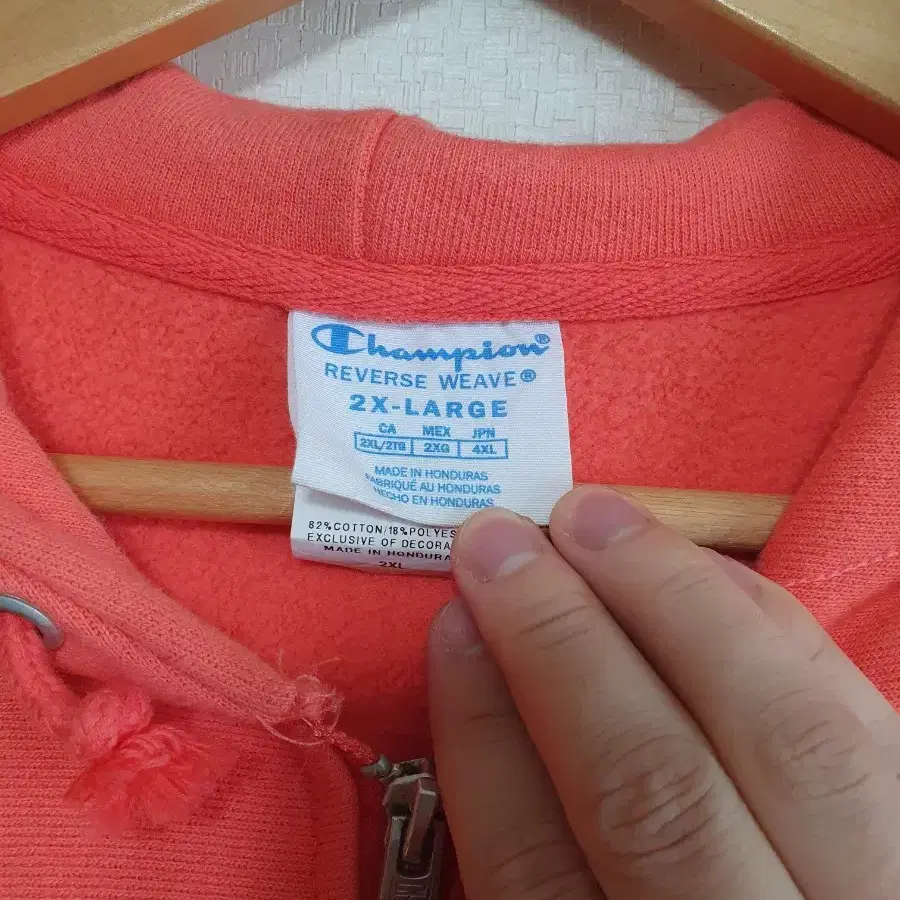 Champion®
REVERSE WEAVE®
2X-LARGE
CA MEX JPN
2XL/2TG 2XG 4XL
MADE IN HONDURAS
FABRIQUÉ AU HONDURAS
HECHO EN HONDURAS
82%COTTON/18%POLYES
EXCLUSIVE OF DECORA
MADE IN HONDURA
2XL